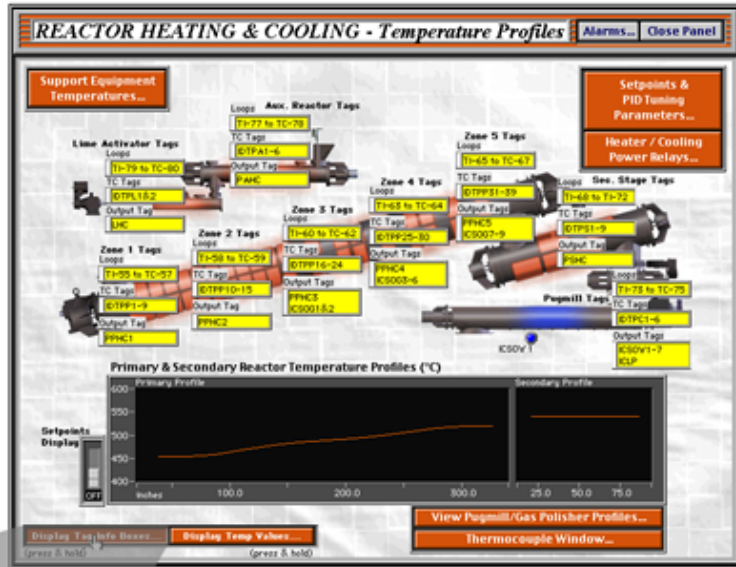 REACTOR HEATING & COOLING - Temperature Profiles
Alarms...
Close Panel
Support Equipment
Temperatures...
Setpoints &
PID Tuning
Parameters...
Heater / Cooling
Power Relays...
Aux. Reactor Tags
Loops
TI-77 to TC-78
TC Tags
IDTPA1-6
Output Tag
PAHC
Lime Activator Tags
Loops
TI-79 to TC-80
TC Tags
IDTPL1&2
Output Tag
LHC
Zone 5 Tags
Loops
TI-65 to TC-67
TC Tags
IDTPP31-39
Output Tag
PPHC5
ICSO07-9
Sec. Stage Tags
Loops
TI-68 to TI-72
TC Tags
IDTPS1-9
Output Tag
PSHC
Zone 4 Tags
Loops
TI-63 to TC-64
TC Tags
IDTPP25-30
Output Tag
PPHC4
ICSO03-6
Zone 3 Tags
Loops
TI-60 to TC-62
TC Tags
IDTPP16-24
Output Tag
PPHC3
ICSO01&2
Zone 2 Tags
Loops
TI-58 to TC-59
TC Tags
IDTPP10-15
Output Tag
PPHC2
Zone 1 Tags
Loops
TI-55 to TC-57
TC Tags
IDTPP1-9
Output Tag
PPHC1
Pugmill Tags
Loops
TI-73 to TC-75
TC Tags
IDTPC1-6
Output Tags
ICSOV1-7
ICLP
ICSOV 1
Primary & Secondary Reactor Temperature Profiles (°C)
Primary Profile
Secondary Profile
600-
550-
500-
450-
400-
inches
100.0
200.0
300.0
25.0
50.0
75.0
Setpoints
Display
OFF
View Pugmill/Gas Polisher Profiles...
Thermocouple Window...
Display Tag Info Boxes...
(press & hold)
Display Temp Values....
(press & hold)